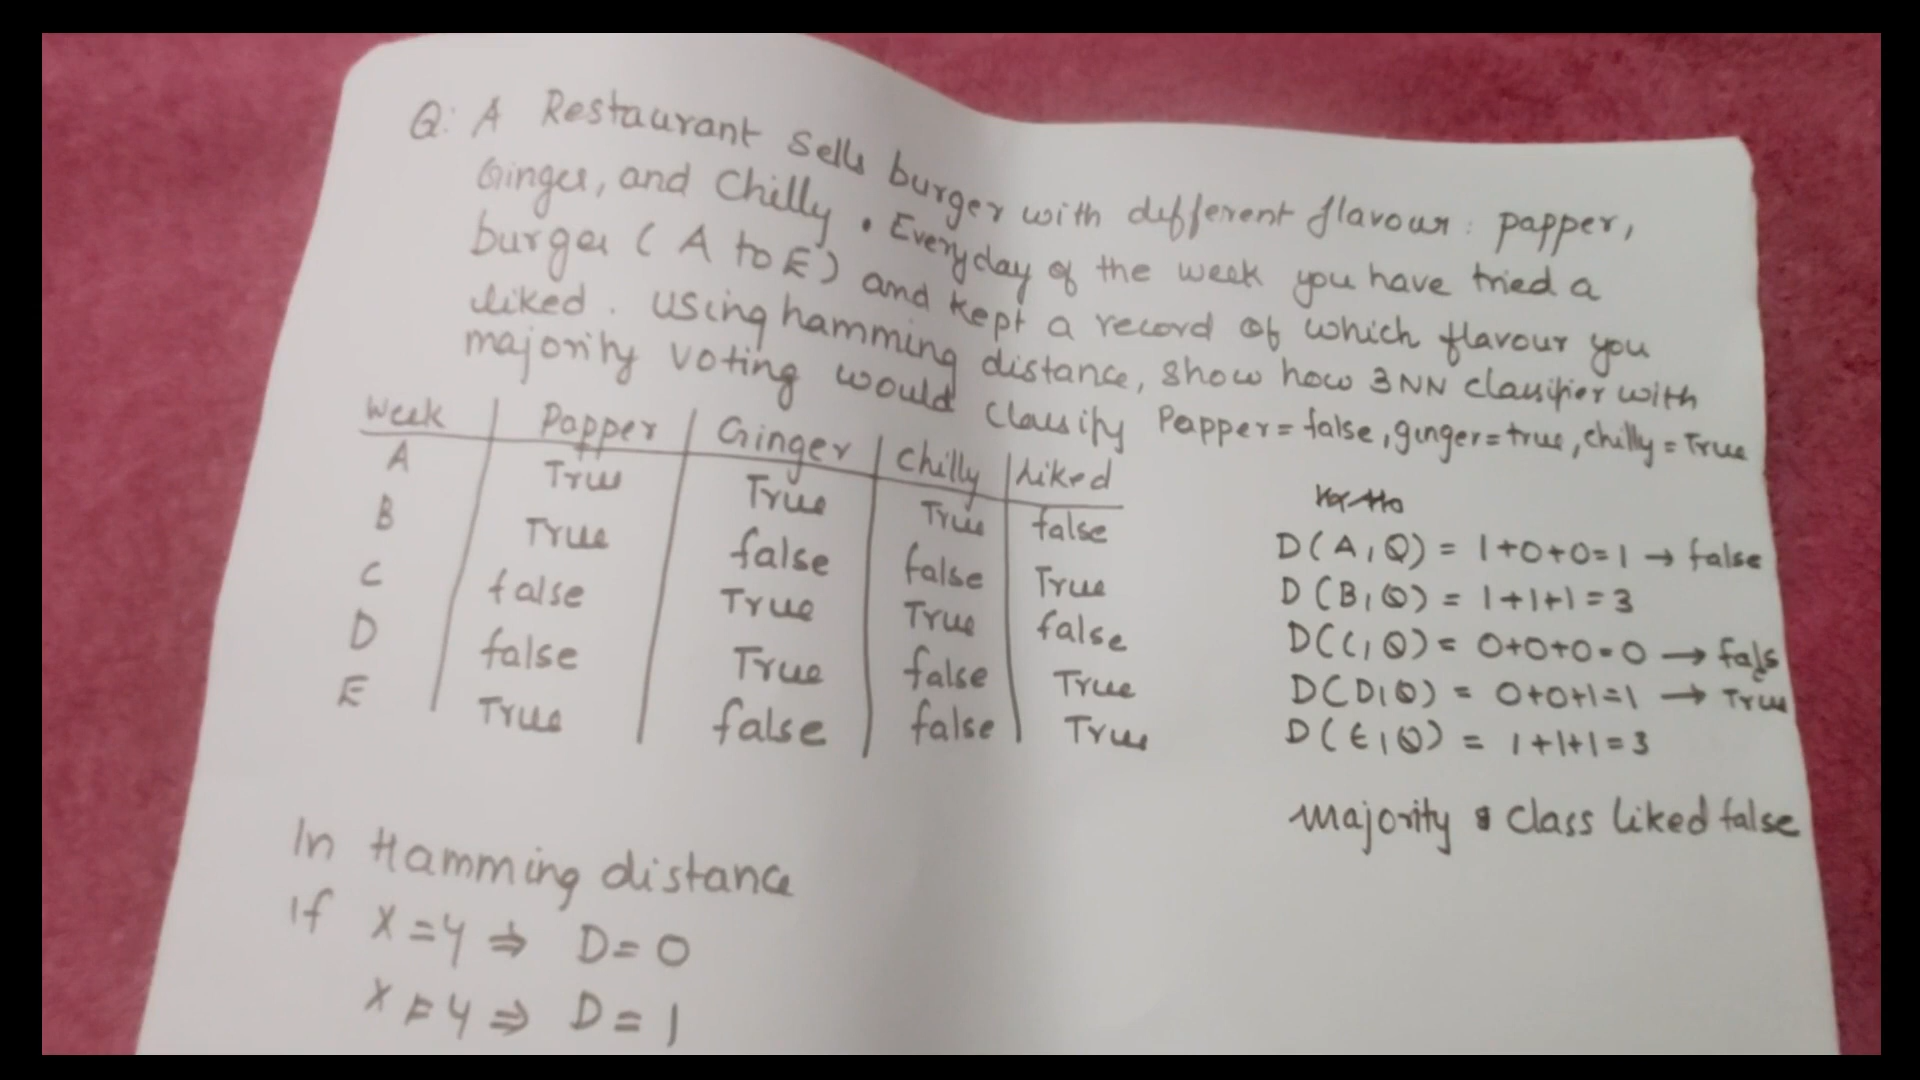 Q: A Restaurant sells burger with different flavour: papper,
Ginger, and Chilly. Everyday of the week you have tried a
burger (A to E) and kept a record of which flavour you
liked. Using hamming distance, show how 3NN classifier with
majority voting would classify Papper=false, ginger=true, chilly=True
Week Papper Ginger Chilly liked
A True True True false
B True false false True
C false True True false
D false True false True
E True false false True
D(A,Q) = 1+0+0=1 → false
D(B,Q) = 1+1+1=3
D(C,Q) = 0+0+0=0 → fals
D(D,Q) = 0+0+1=1 → True
D(E,Q) = 1+1+1=3
majority class liked false
In Hamming distance
If X=Y ⇒ D=0
X≠Y ⇒ D=1